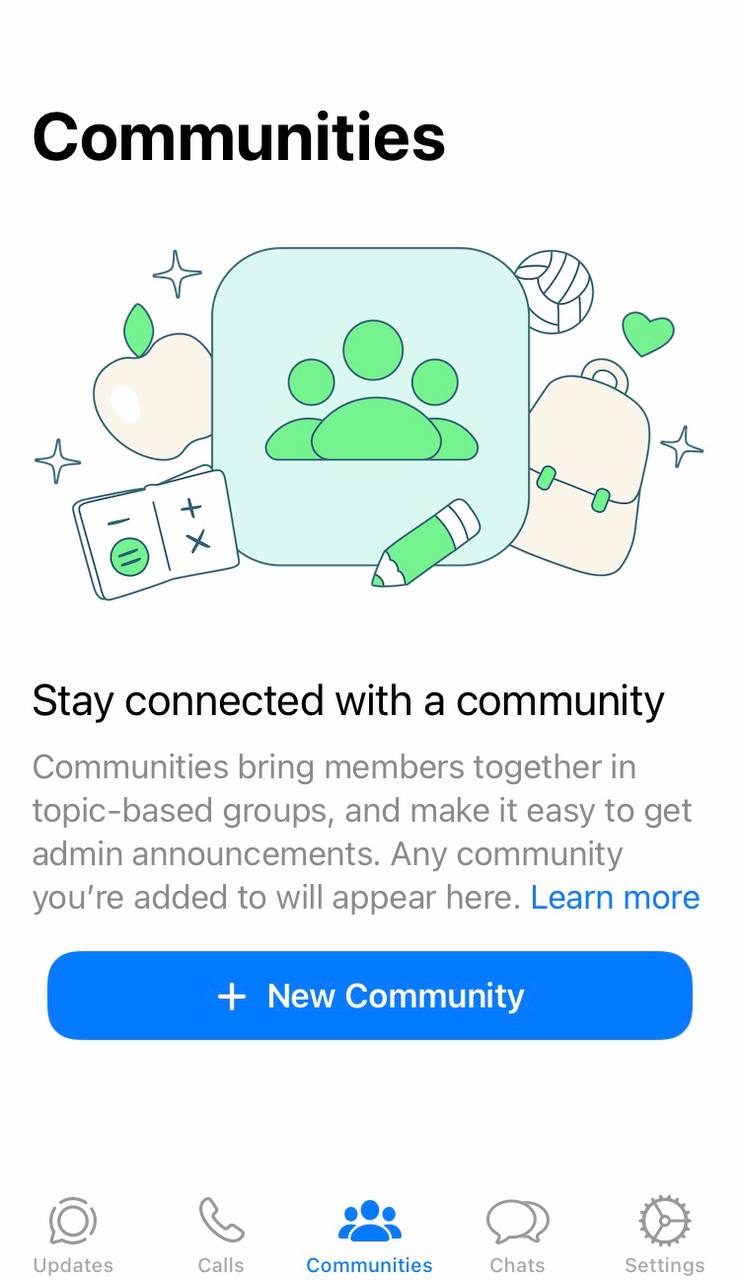 Communities
Stay connected with a community
Communities bring members together in
topic-based groups, and make it easy to get
admin announcements. Any community
you’re added to will appear here. Learn more
+ New Community
Updates
Calls
Communities
Chats
Settings